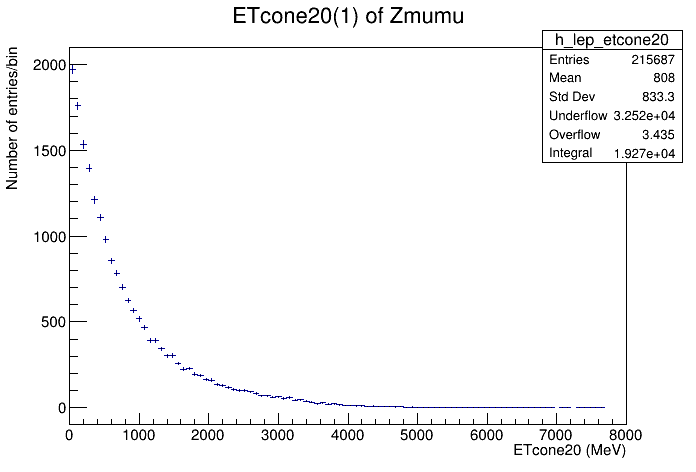 ETcone20(1) of Zmumu
h_lep_etcone20
Entries 215687
Mean 808
Std Dev 833.3
Underflow 3.252e+04
Overflow 3.435
Integral 1.927e+04
Number of entries/bin
2000
1500
1000
500
0
0 1000 2000 3000 4000 5000 6000 7000 8000
ETcone20 (MeV)